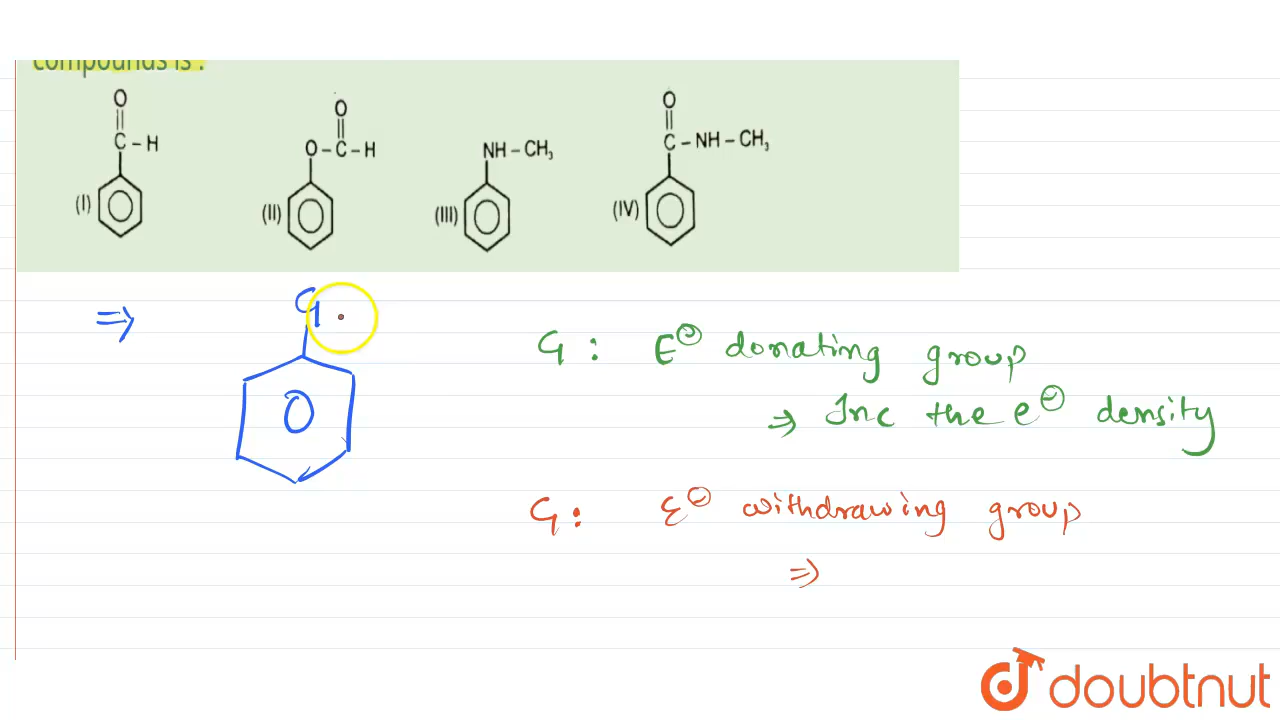 compounds is :
O
C - H
(I)
O
O - C - H
(II)
NH - CH₃
(III)
O
C - NH - CH₃
(IV)
⇒ G
G : E⊖ donating group
⇒ Inc the e⊖ density
G : E⊖ withdrawing group
⇒
doubtnut